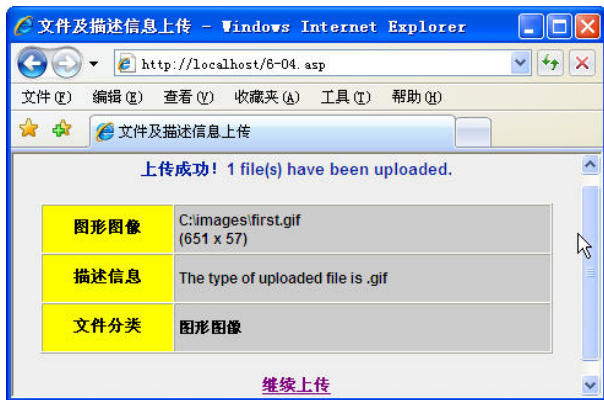 文件及描述信息上传 - Windows Internet Explorer
http://localhost/6-04.asp
文件(F) 编辑(E) 查看(V) 收藏夹(A) 工具(T) 帮助(H)
文件及描述信息上传
上传成功! 1 file(s) have been uploaded.
图形图像
C:\images\first.gif
(651 x 57)
描述信息
The type of uploaded file is .gif
文件分类
图形图像
继续上传